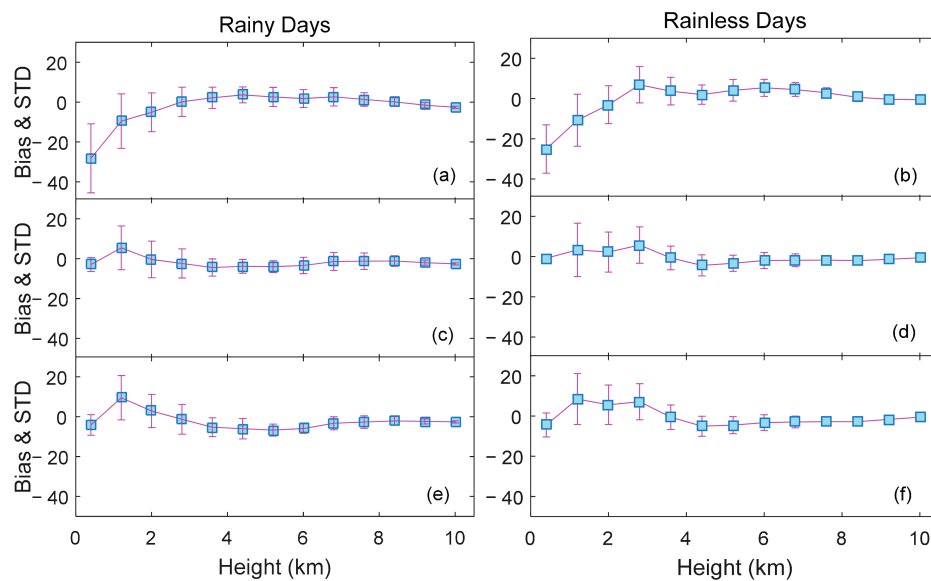 Rainy Days
Rainless Days
Bias & STD
20
0
− 20
− 40
(a)
20
0
− 20
− 40
(b)
Bias & STD
20
0
− 20
− 40
(c)
20
0
− 20
− 40
(d)
Bias & STD
20
0
− 20
− 40
(e)
20
0
− 20
− 40
(f)
0 2 4 6 8 10
0 2 4 6 8 10
Height (km)
Height (km)